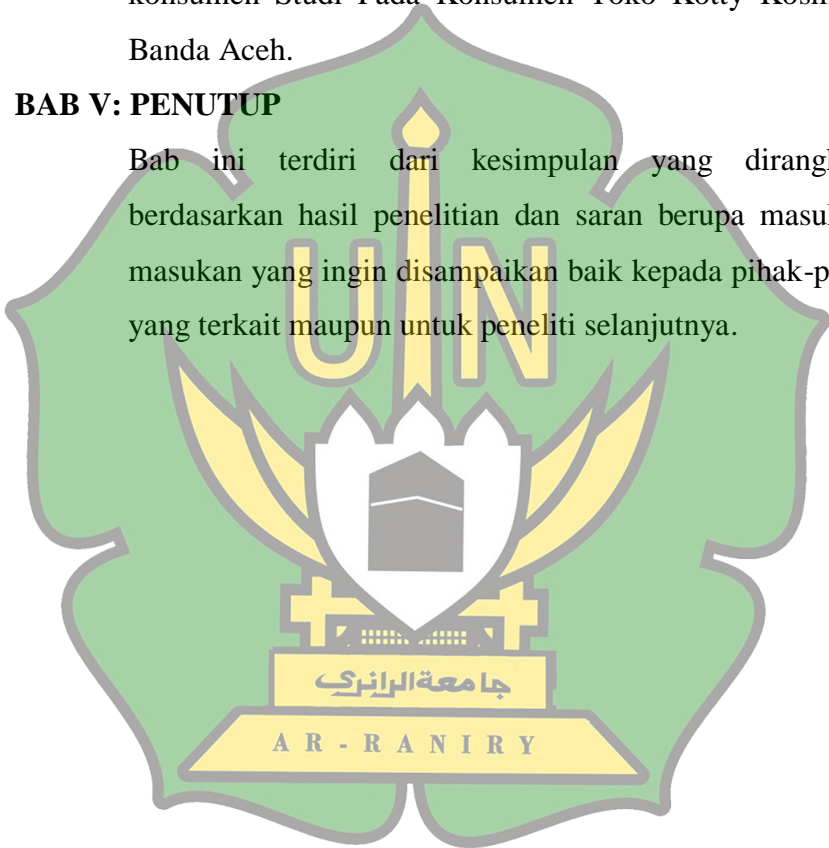 konsumen Studi Pada Konsumen Toko Kotty
Banda Aceh.
BAB V: PENUTUP
Bab ini terdiri dari kesimpulan yang
berdasarkan hasil penelitian dan saran berupa
masukan yang ingin disampaikan baik kepada
yang terkait maupun untuk peneliti selanjutnya.
UIN
جامعة الرانري
AR-RANIRY